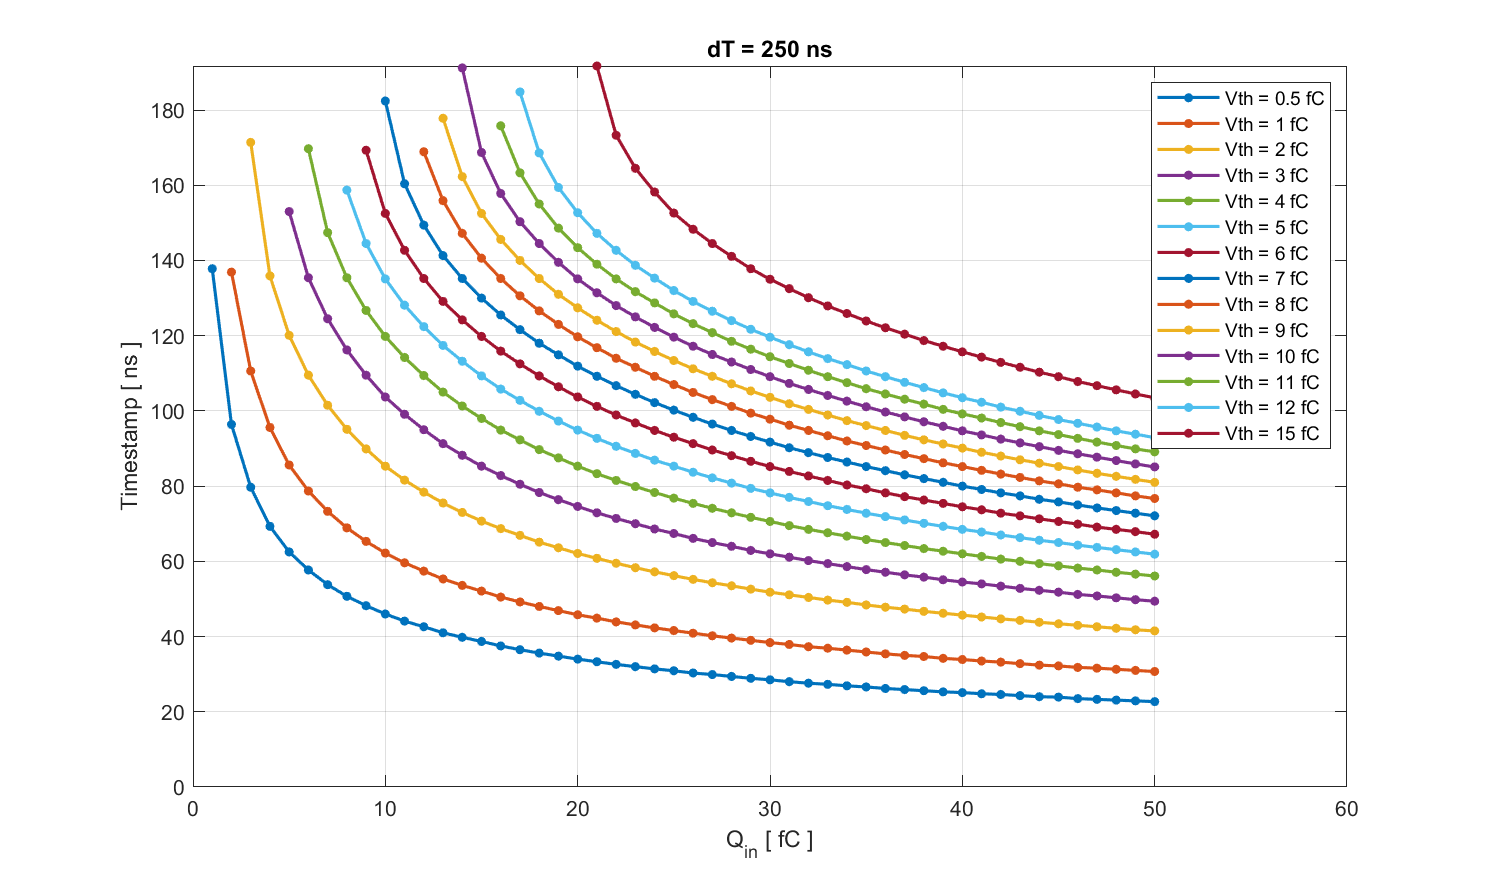 dT = 250 ns
Timestamp [ ns ]
180
160
140
120
100
80
60
40
20
0
0
10
20
30
40
50
60
Q_in [ fC ]
Vth = 0.5 fC
Vth = 1 fC
Vth = 2 fC
Vth = 3 fC
Vth = 4 fC
Vth = 5 fC
Vth = 6 fC
Vth = 7 fC
Vth = 8 fC
Vth = 9 fC
Vth = 10 fC
Vth = 11 fC
Vth = 12 fC
Vth = 15 fC